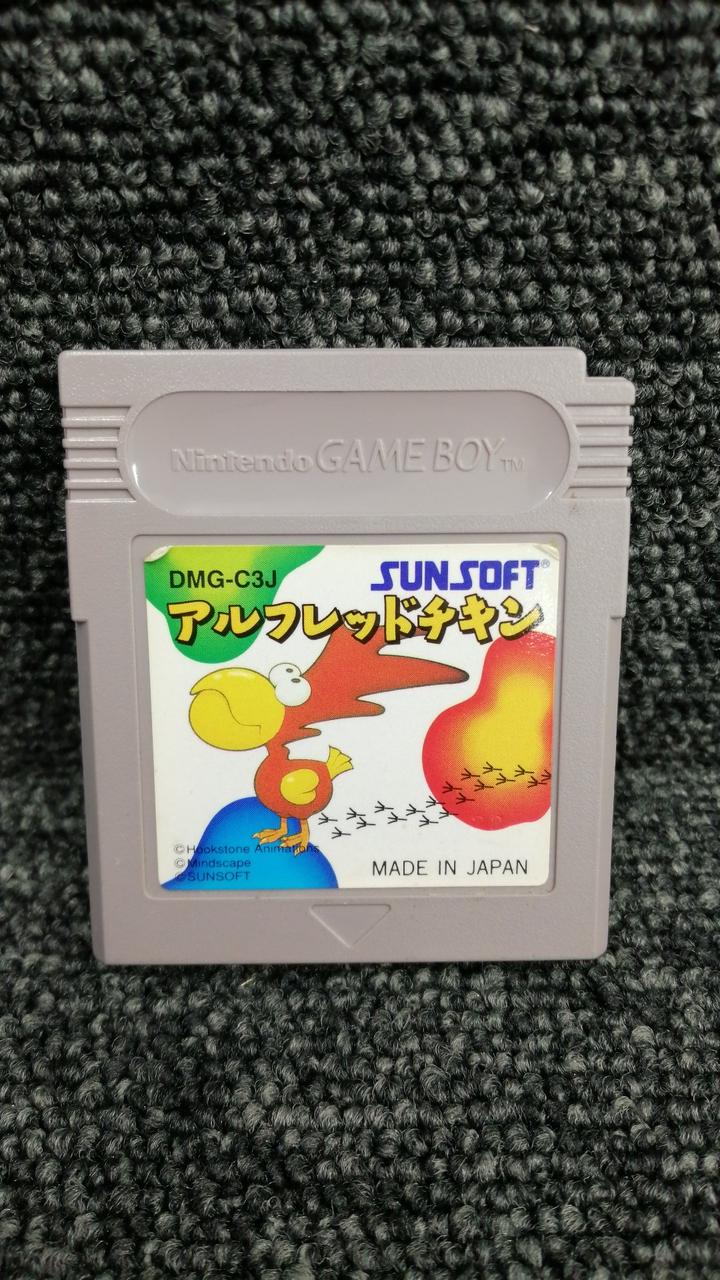 Nintendo GAME BOY™
DMG-C3J
SUNSOFT®
アルフレッドチキン
©Hookstone Animations
©Mindscape
©SUNSOFT
MADE IN JAPAN